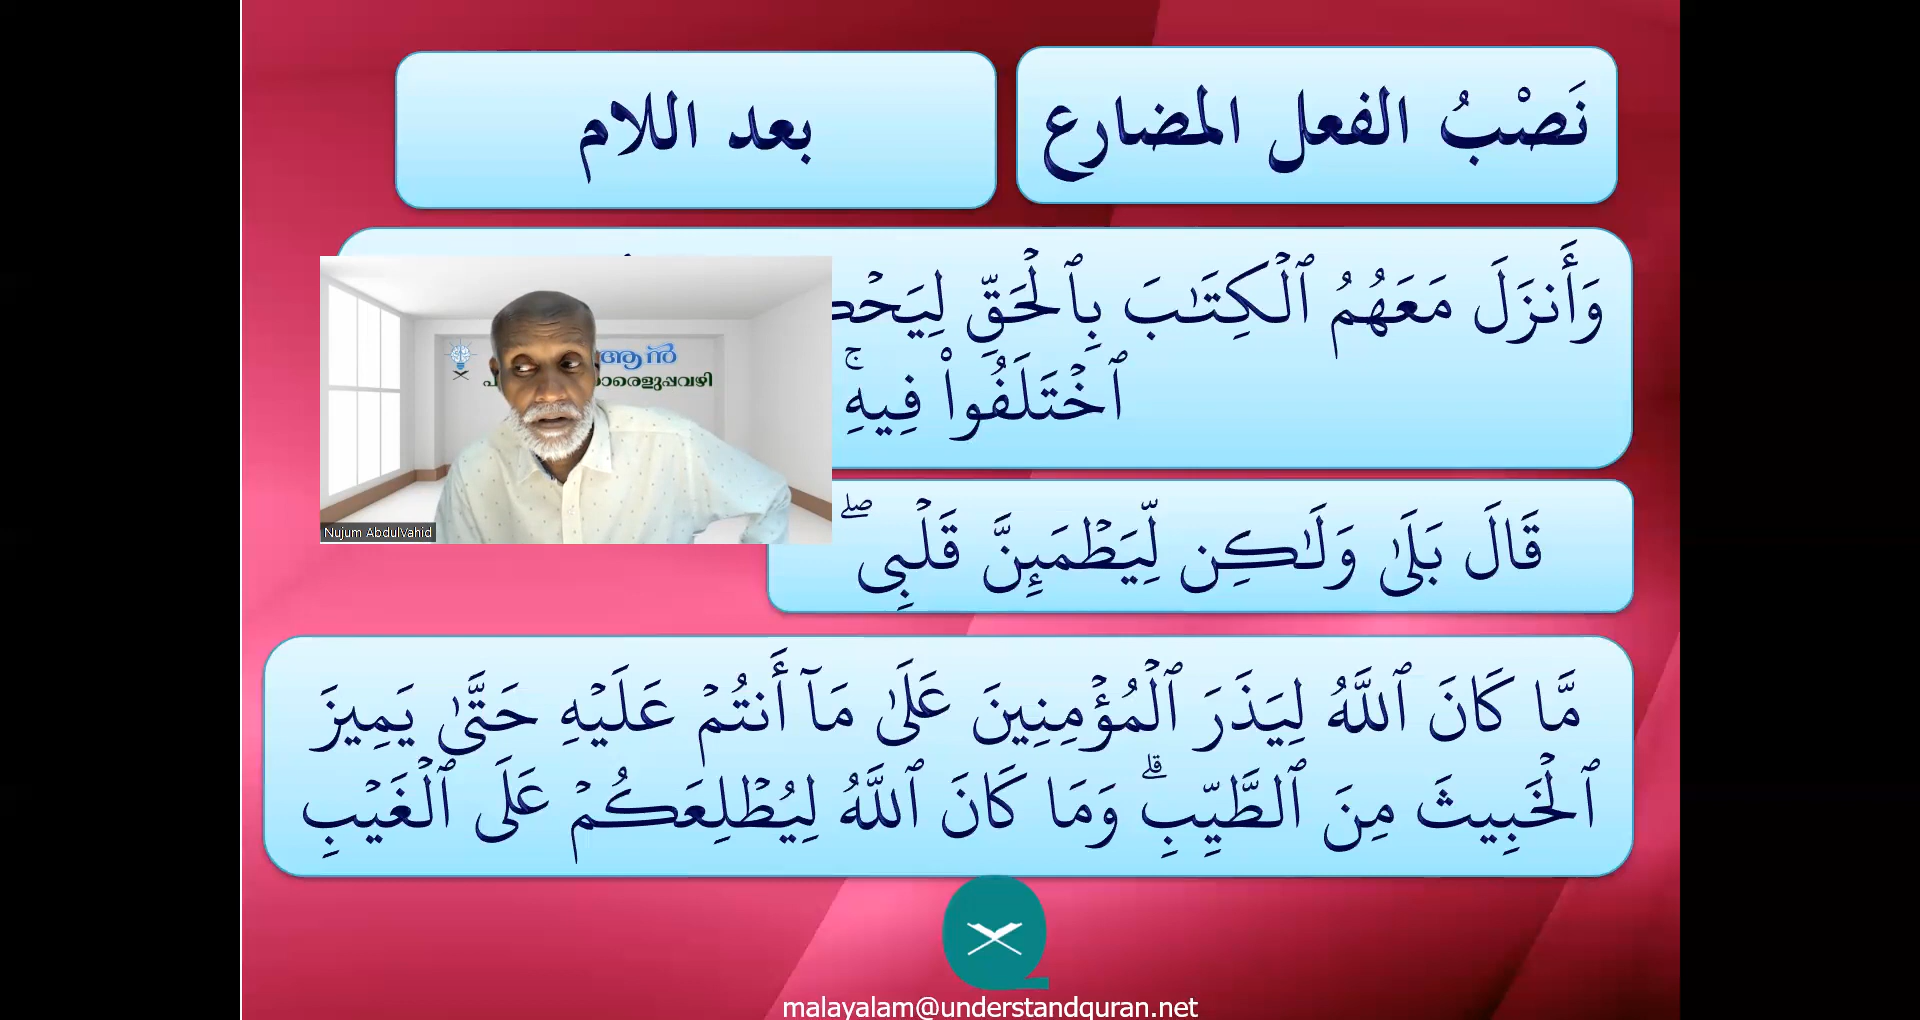 نَصْبُ الفعل المضارع
بعد اللام
وَأَنزَلَ مَعَهُمُ ٱلْكِتَـٰبَ بِٱلْحَقِّ
ٱخْتَلَفُوا۟ فِيهِ ۚ
قَالَ بَلَىٰ وَلَـٰكِن لِّيَطْمَئِنَّ قَلْبِى ۖ
مَّا كَانَ ٱللَّهُ لِيَذَرَ ٱلْمُؤْمِنِينَ عَلَىٰ مَآ أَنتُمْ عَلَيْهِ حَتَّىٰ يَمِيزَ
ٱلْخَبِيثَ مِنَ ٱلطَّيِّبِ ۗ وَمَا كَانَ ٱللَّهُ لِيُطْلِعَكُمْ عَلَى ٱلْغَيْبِ
Nujum AbdulVahid
malayalam@understandquran.net